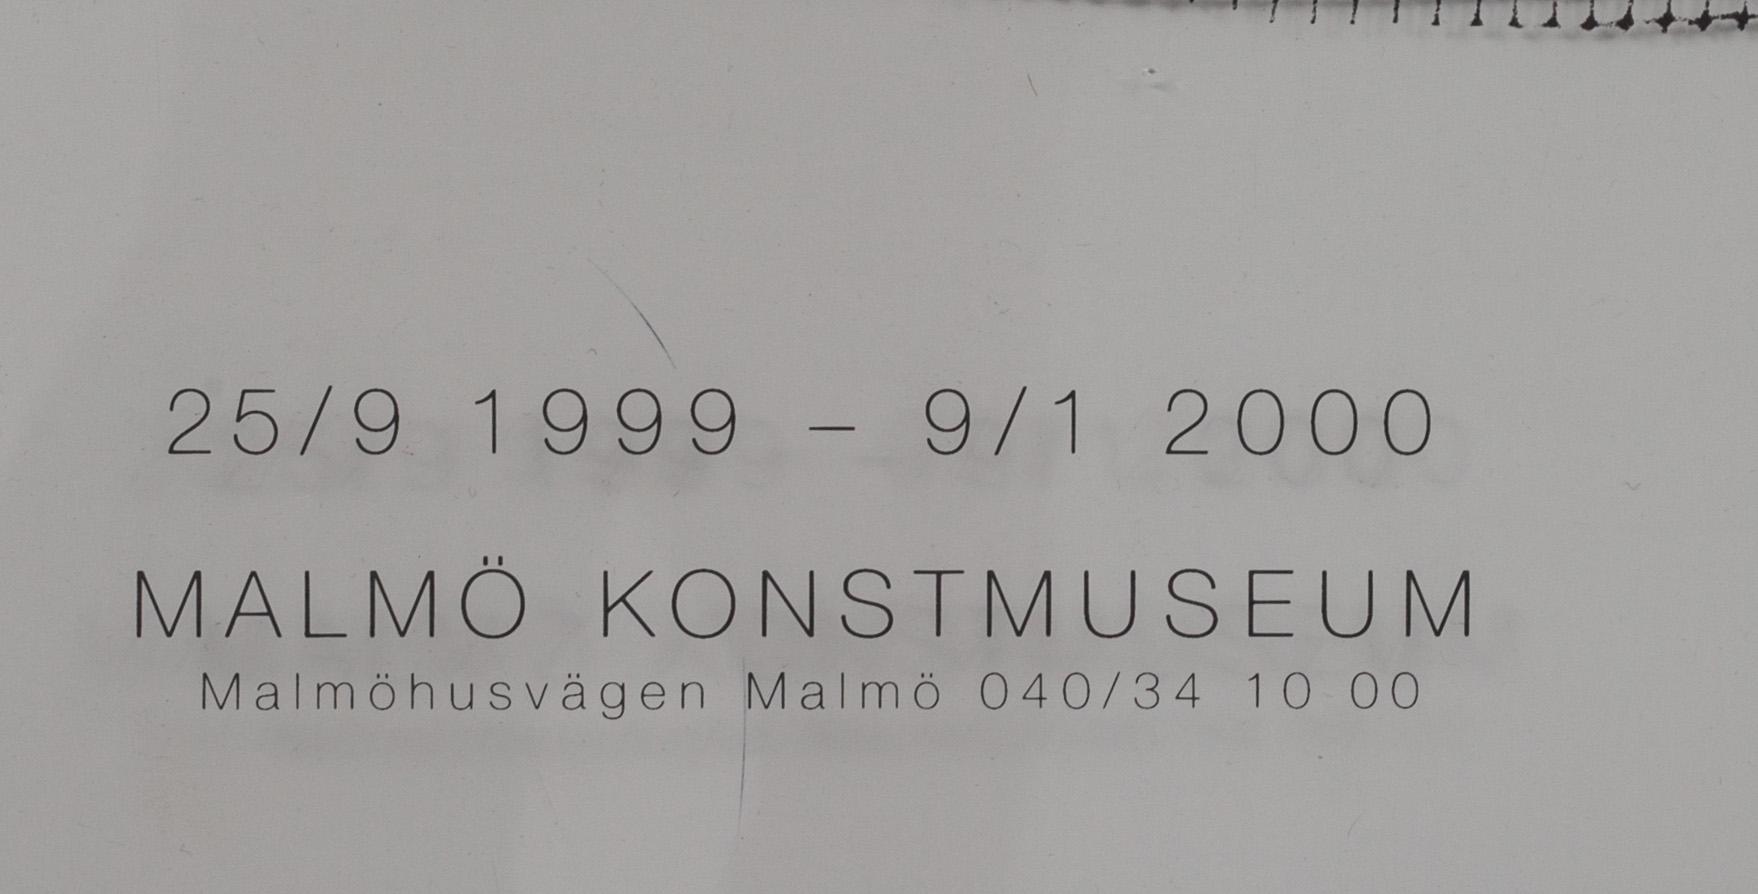 25/9 1999 – 9/1 2000
MALMÖ KONSTMUSEUM
Malmöhusvägen Malmö 040/34 10 00